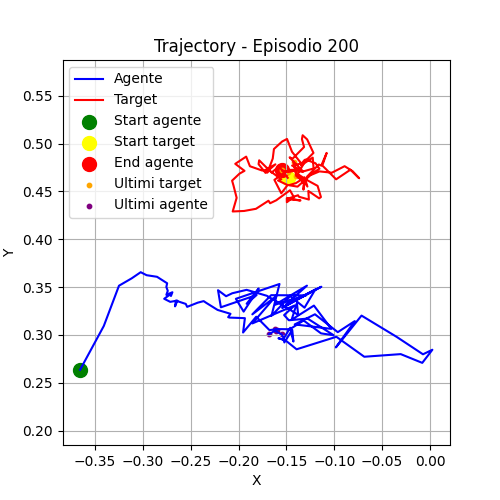 Trajectory - Episodio 200
Agente
Target
Start agente
Start target
End agente
Ultimi target
Ultimi agente
Y
0.55
0.50
0.45
0.40
0.35
0.30
0.25
0.20
−0.35 −0.30 −0.25 −0.20 −0.15 −0.10 −0.05 0.00
X